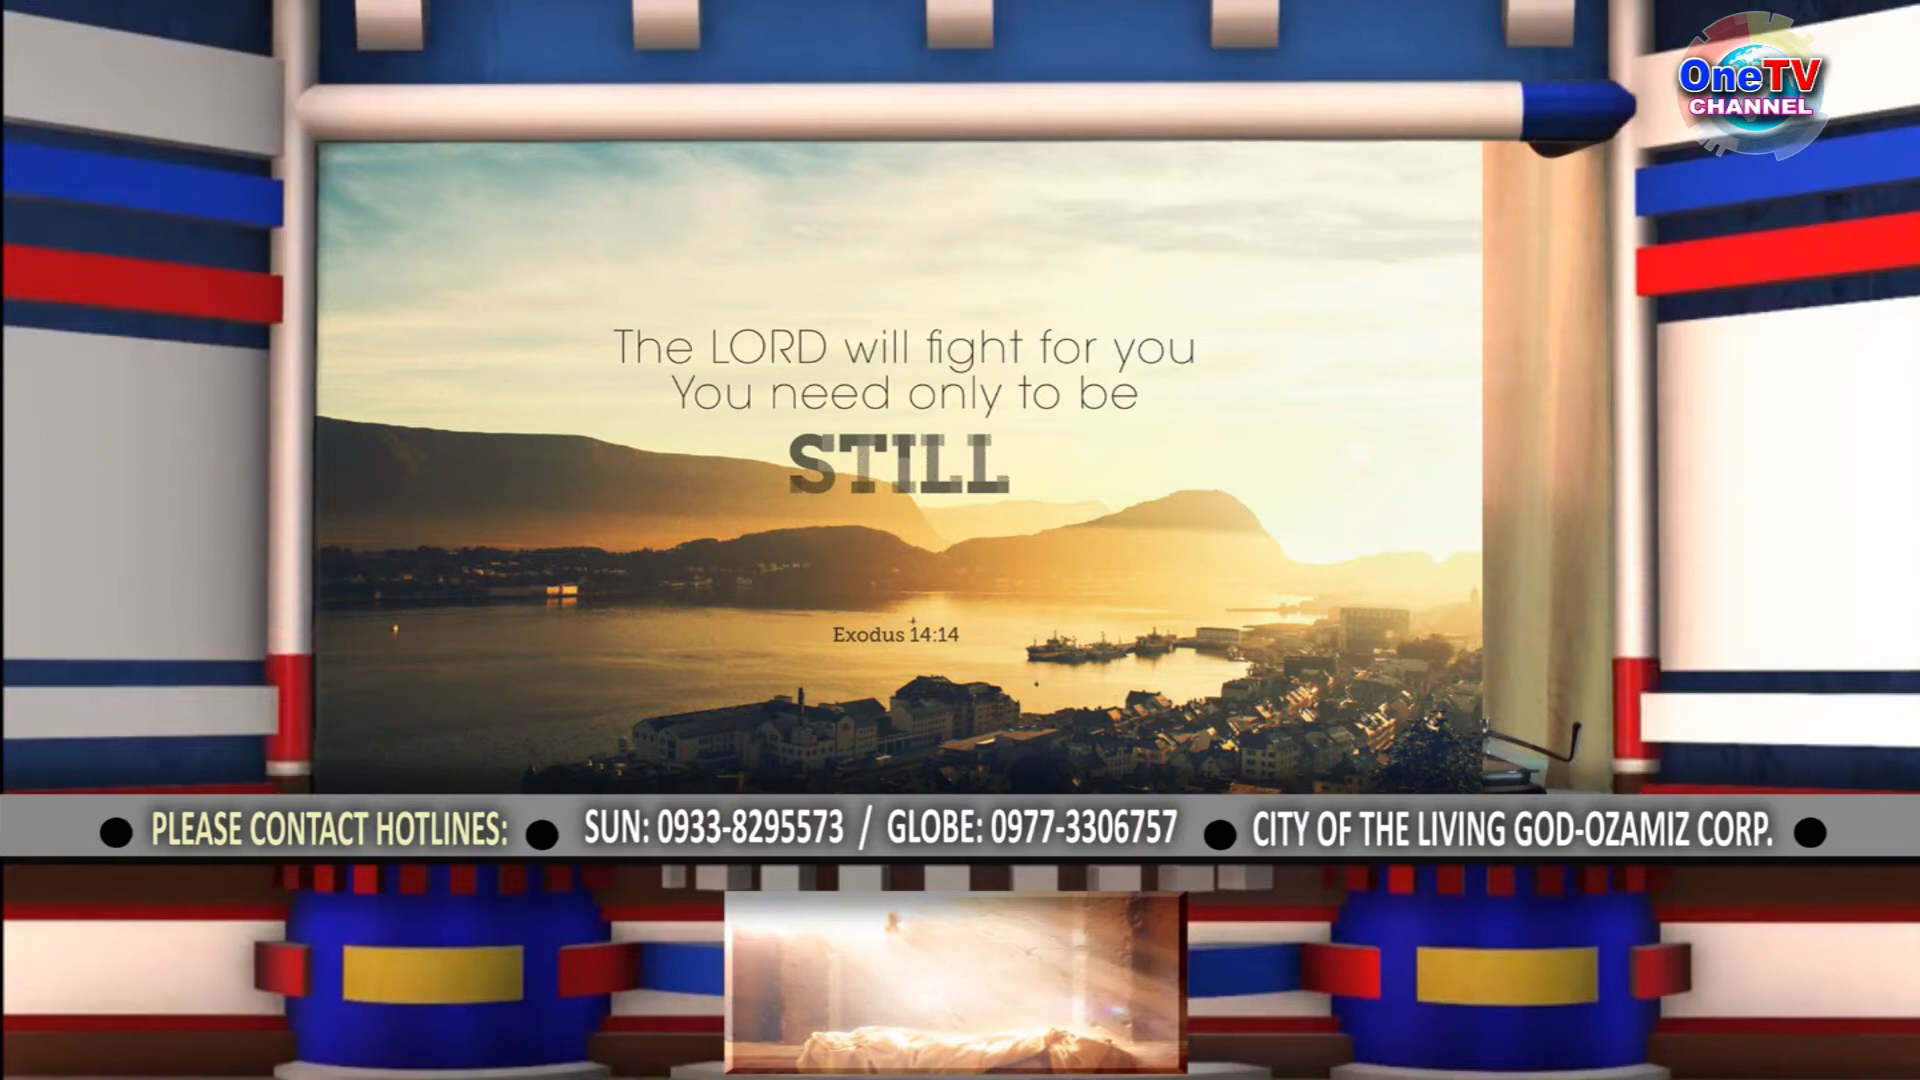 OneTV
CHANNEL
The LORD will fight for you
You need only to be
STILL
Exodus 14:14
PLEASE CONTACT HOTLINES:
SUN: 0933-8295573 / GLOBE: 0977-3306757
CITY OF THE LIVING GOD-OZAMIZ CORP.